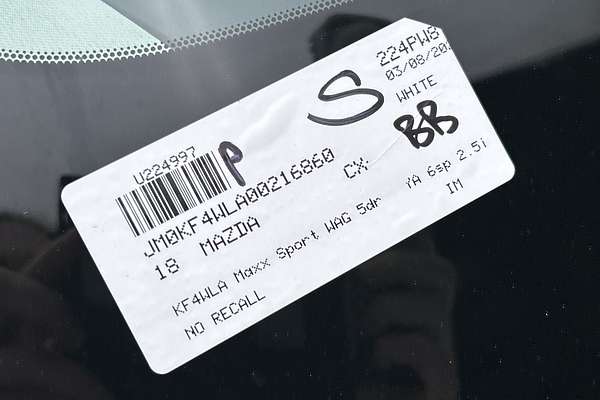 224PW8
03/08/20
S
WHITE
BB
U224997
P
JM0KF4WLA00216860
CX-
18 MAZDA
KF4WLA Maxx Sport WAG 5dr
YA 6sp 2.5i
NO RECALL
IM